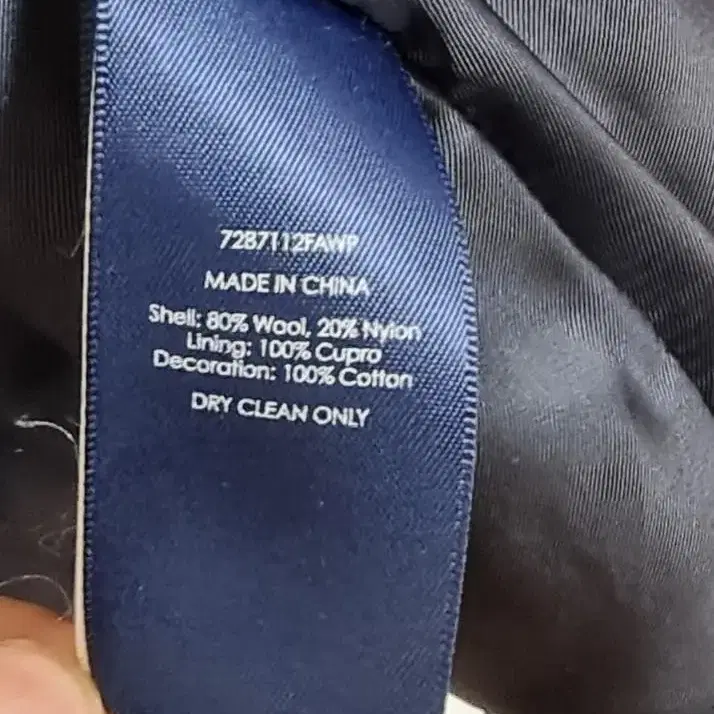 7287112FAWP
MADE IN CHINA
Shell: 80% Wool, 20% Nylon
Lining: 100% Cupro
Decoration: 100% Cotton
DRY CLEAN ONLY